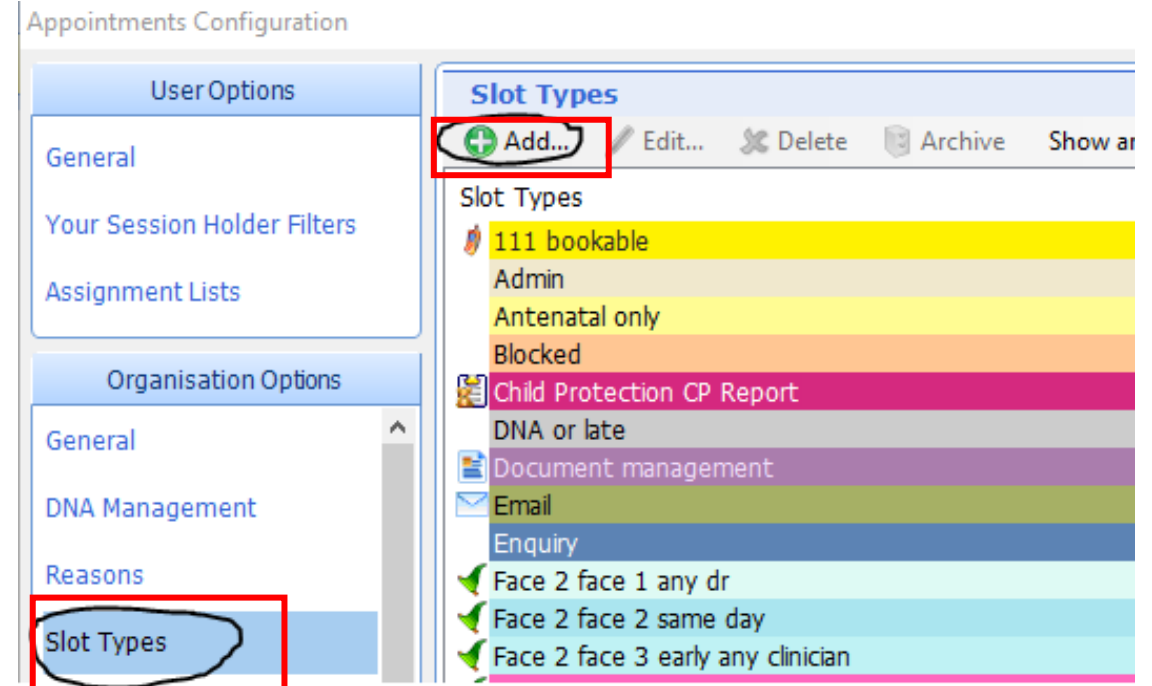 Appointments Configuration
User Options
General
Your Session Holder Filters
Assignment Lists
Organisation Options
General
DNA Management
Reasons
Slot Types
Slot Types
Add... Edit... Delete Archive Show ar
Slot Types
111 bookable
Admin
Antenatal only
Blocked
Child Protection CP Report
DNA or late
Document management
Email
Enquiry
Face 2 face 1 any dr
Face 2 face 2 same day
Face 2 face 3 early any clinician